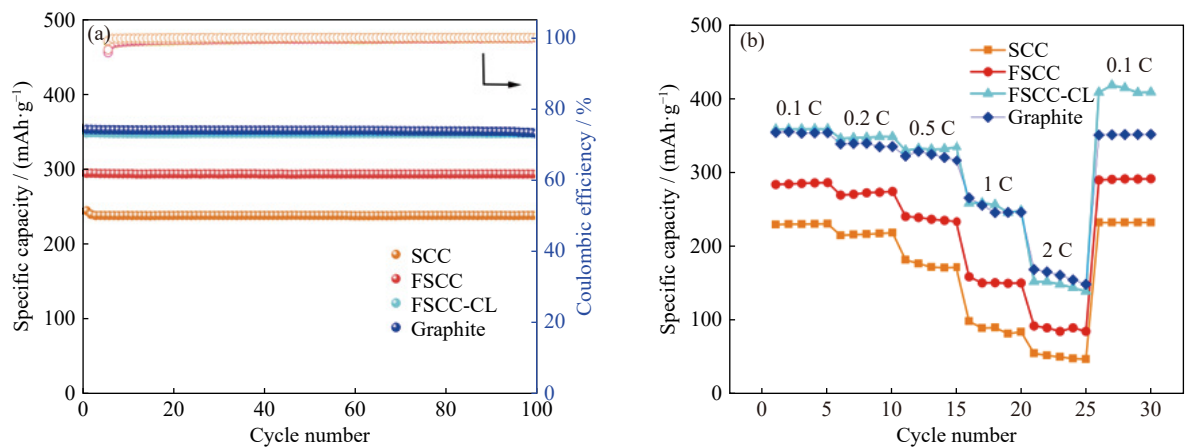 (a)
500
400
300
200
100
0
Specific capacity / (mAh·g⁻¹)
100
80
60
40
20
0
Coulombic efficiency / %
SCC
FSCC
FSCC-CL
Graphite
0 20 40 60 80 100
Cycle number
(b)
500
400
300
200
100
0
Specific capacity / (mAh·g⁻¹)
SCC
FSCC
FSCC-CL
Graphite
0.1 C
0.2 C
0.5 C
1 C
2 C
0.1 C
0 5 10 15 20 25 30
Cycle number